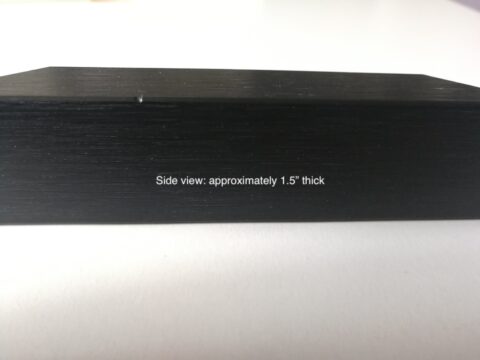 Side view: approximately 1.5” thick